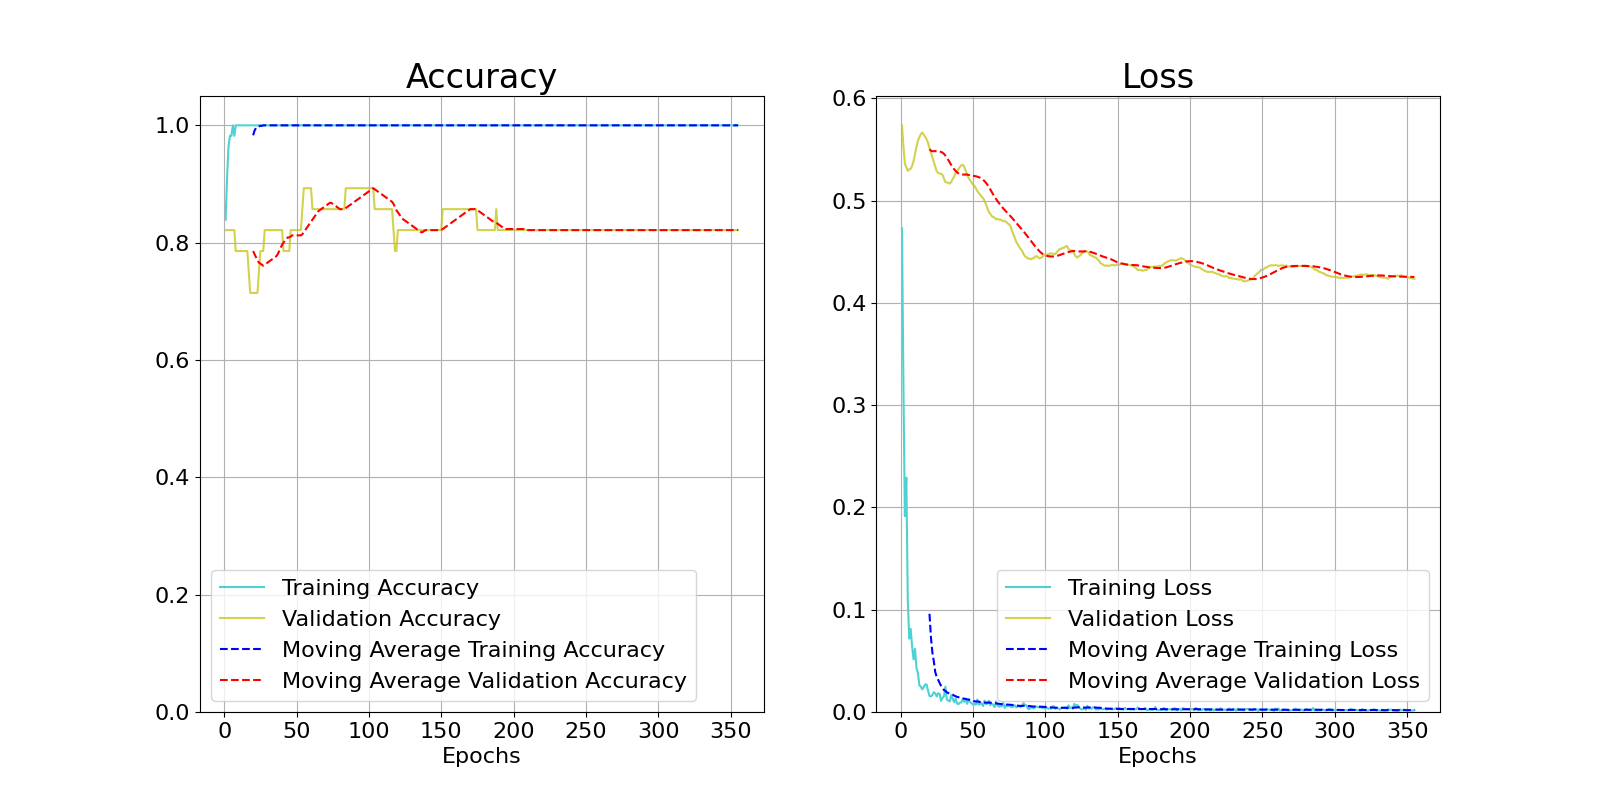 Accuracy
1.0
0.8
0.6
0.4
0.2
0.0
Training Accuracy
Validation Accuracy
Moving Average Training Accuracy
Moving Average Validation Accuracy
0 50 100 150 200 250 300 350
Epochs
Loss
0.6
0.5
0.4
0.3
0.2
0.1
0.0
Training Loss
Validation Loss
Moving Average Training Loss
Moving Average Validation Loss
0 50 100 150 200 250 300 350
Epochs